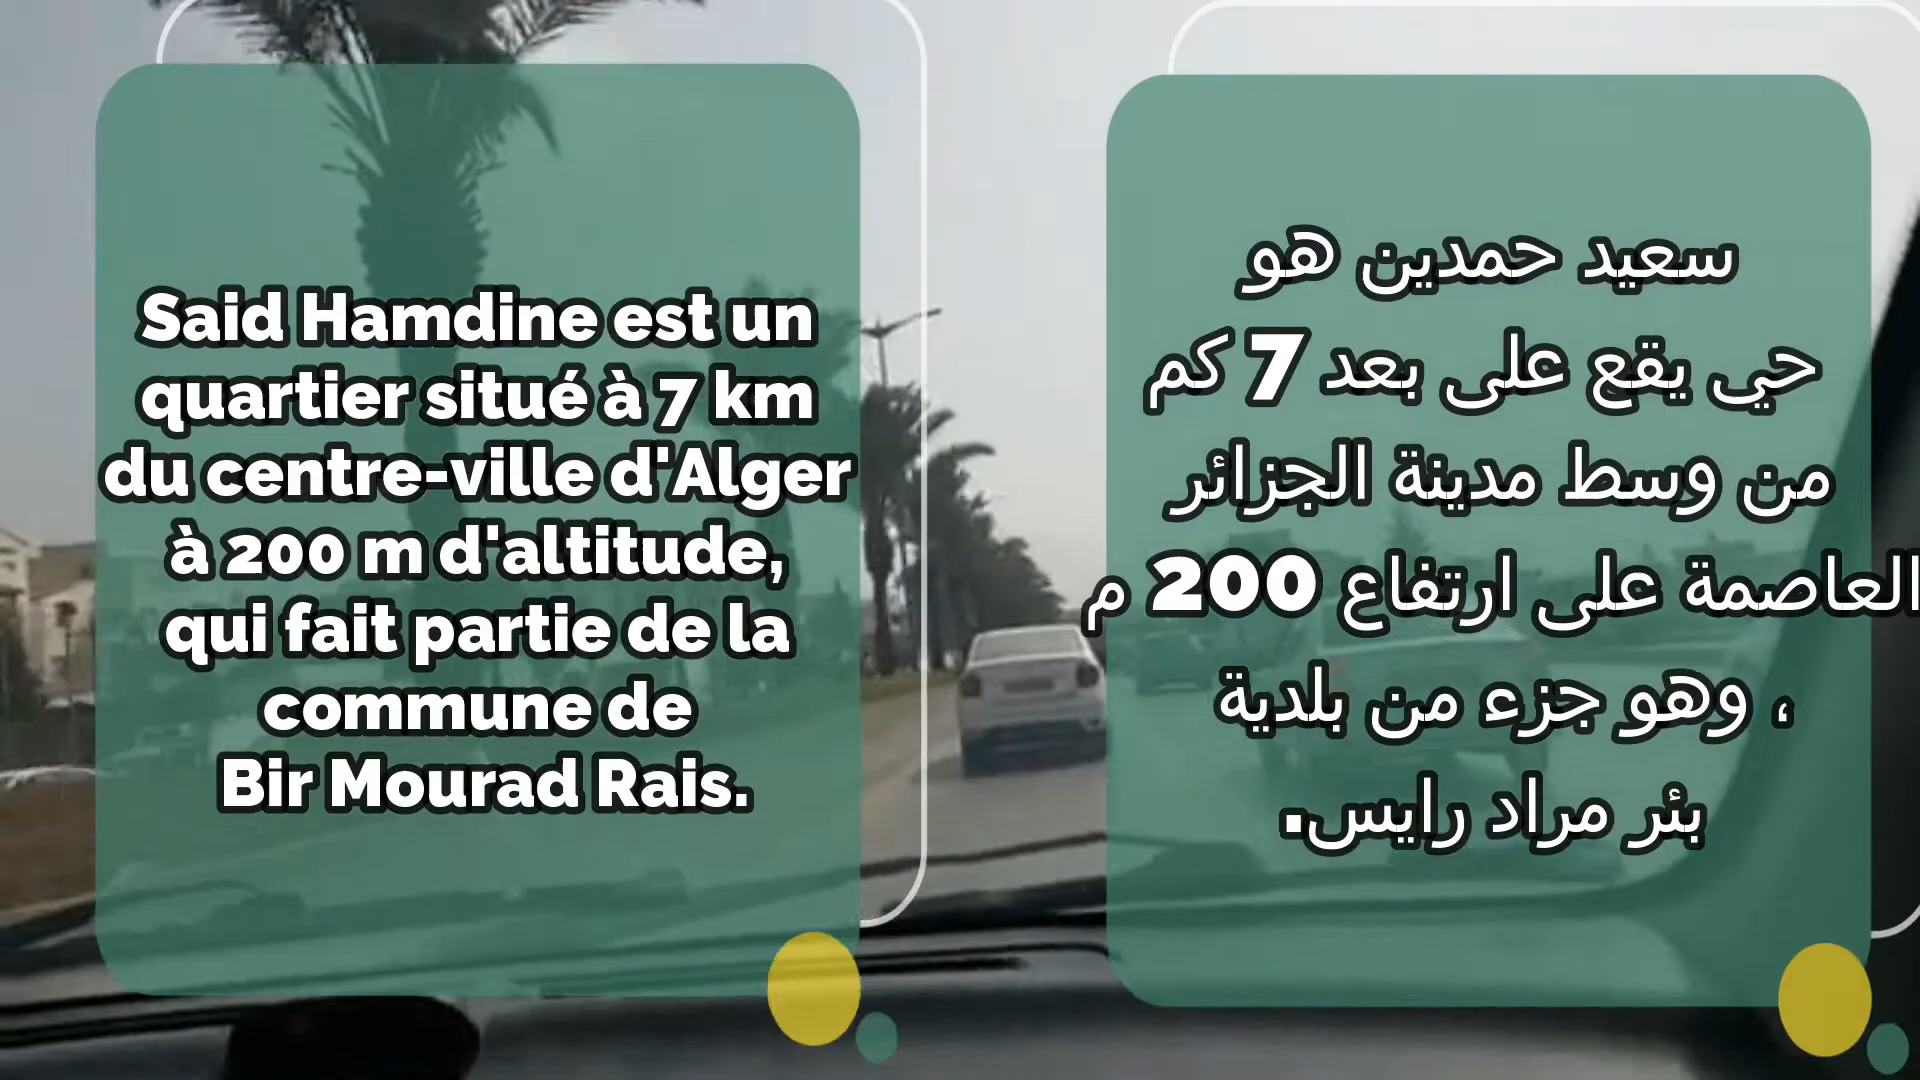 Said Hamdine est un
quartier situé à 7 km
du centre-ville d'Alger
à 200 m d'altitude,
qui fait partie de la
commune de
Bir Mourad Rais.
سعيد حمدين هو
حي يقع على بعد 7 كم
من وسط مدينة الجزائر
العاصمة على ارتفاع 200 م
، وهو جزء من بلدية
بئر مراد رايس.